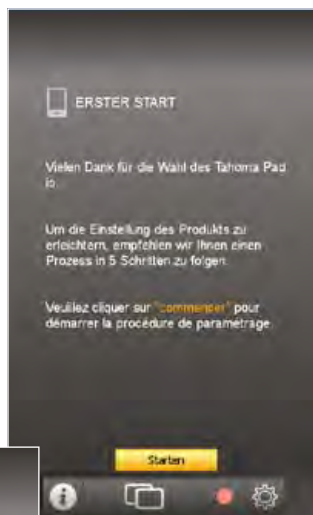 ERSTER START
Vielen Dank für die Wahl des Tahoma Pad
io.
Um die Einstellung des Produkts zu
erleichtern, empfehlen wir Ihnen einen
Prozess in 5 Schritten zu folgen.
Veuillez cliquer sur "commencer" pour
démarrer la procédure de paramétrage.
Starten